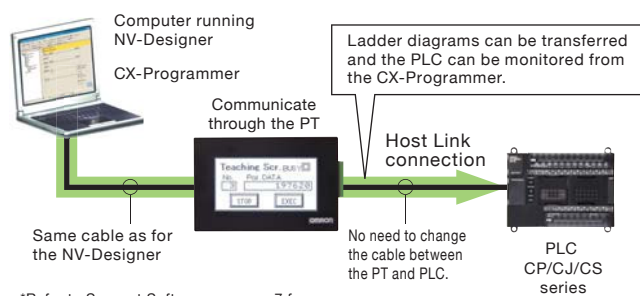 Computer running
NV-Designer
CX-Programmer
Ladder diagrams can be transferred
and the PLC can be monitored from
the CX-Programmer.
Communicate
through the PT
Host Link
connection
Teaching Scr. BUSY
No. Pos DATA
197620
STOP EXEC
OMRON
Same cable as for
the NV-Designer
No need to change
the cable between
the PT and PLC.
PLC
CP/CJ/CS
series